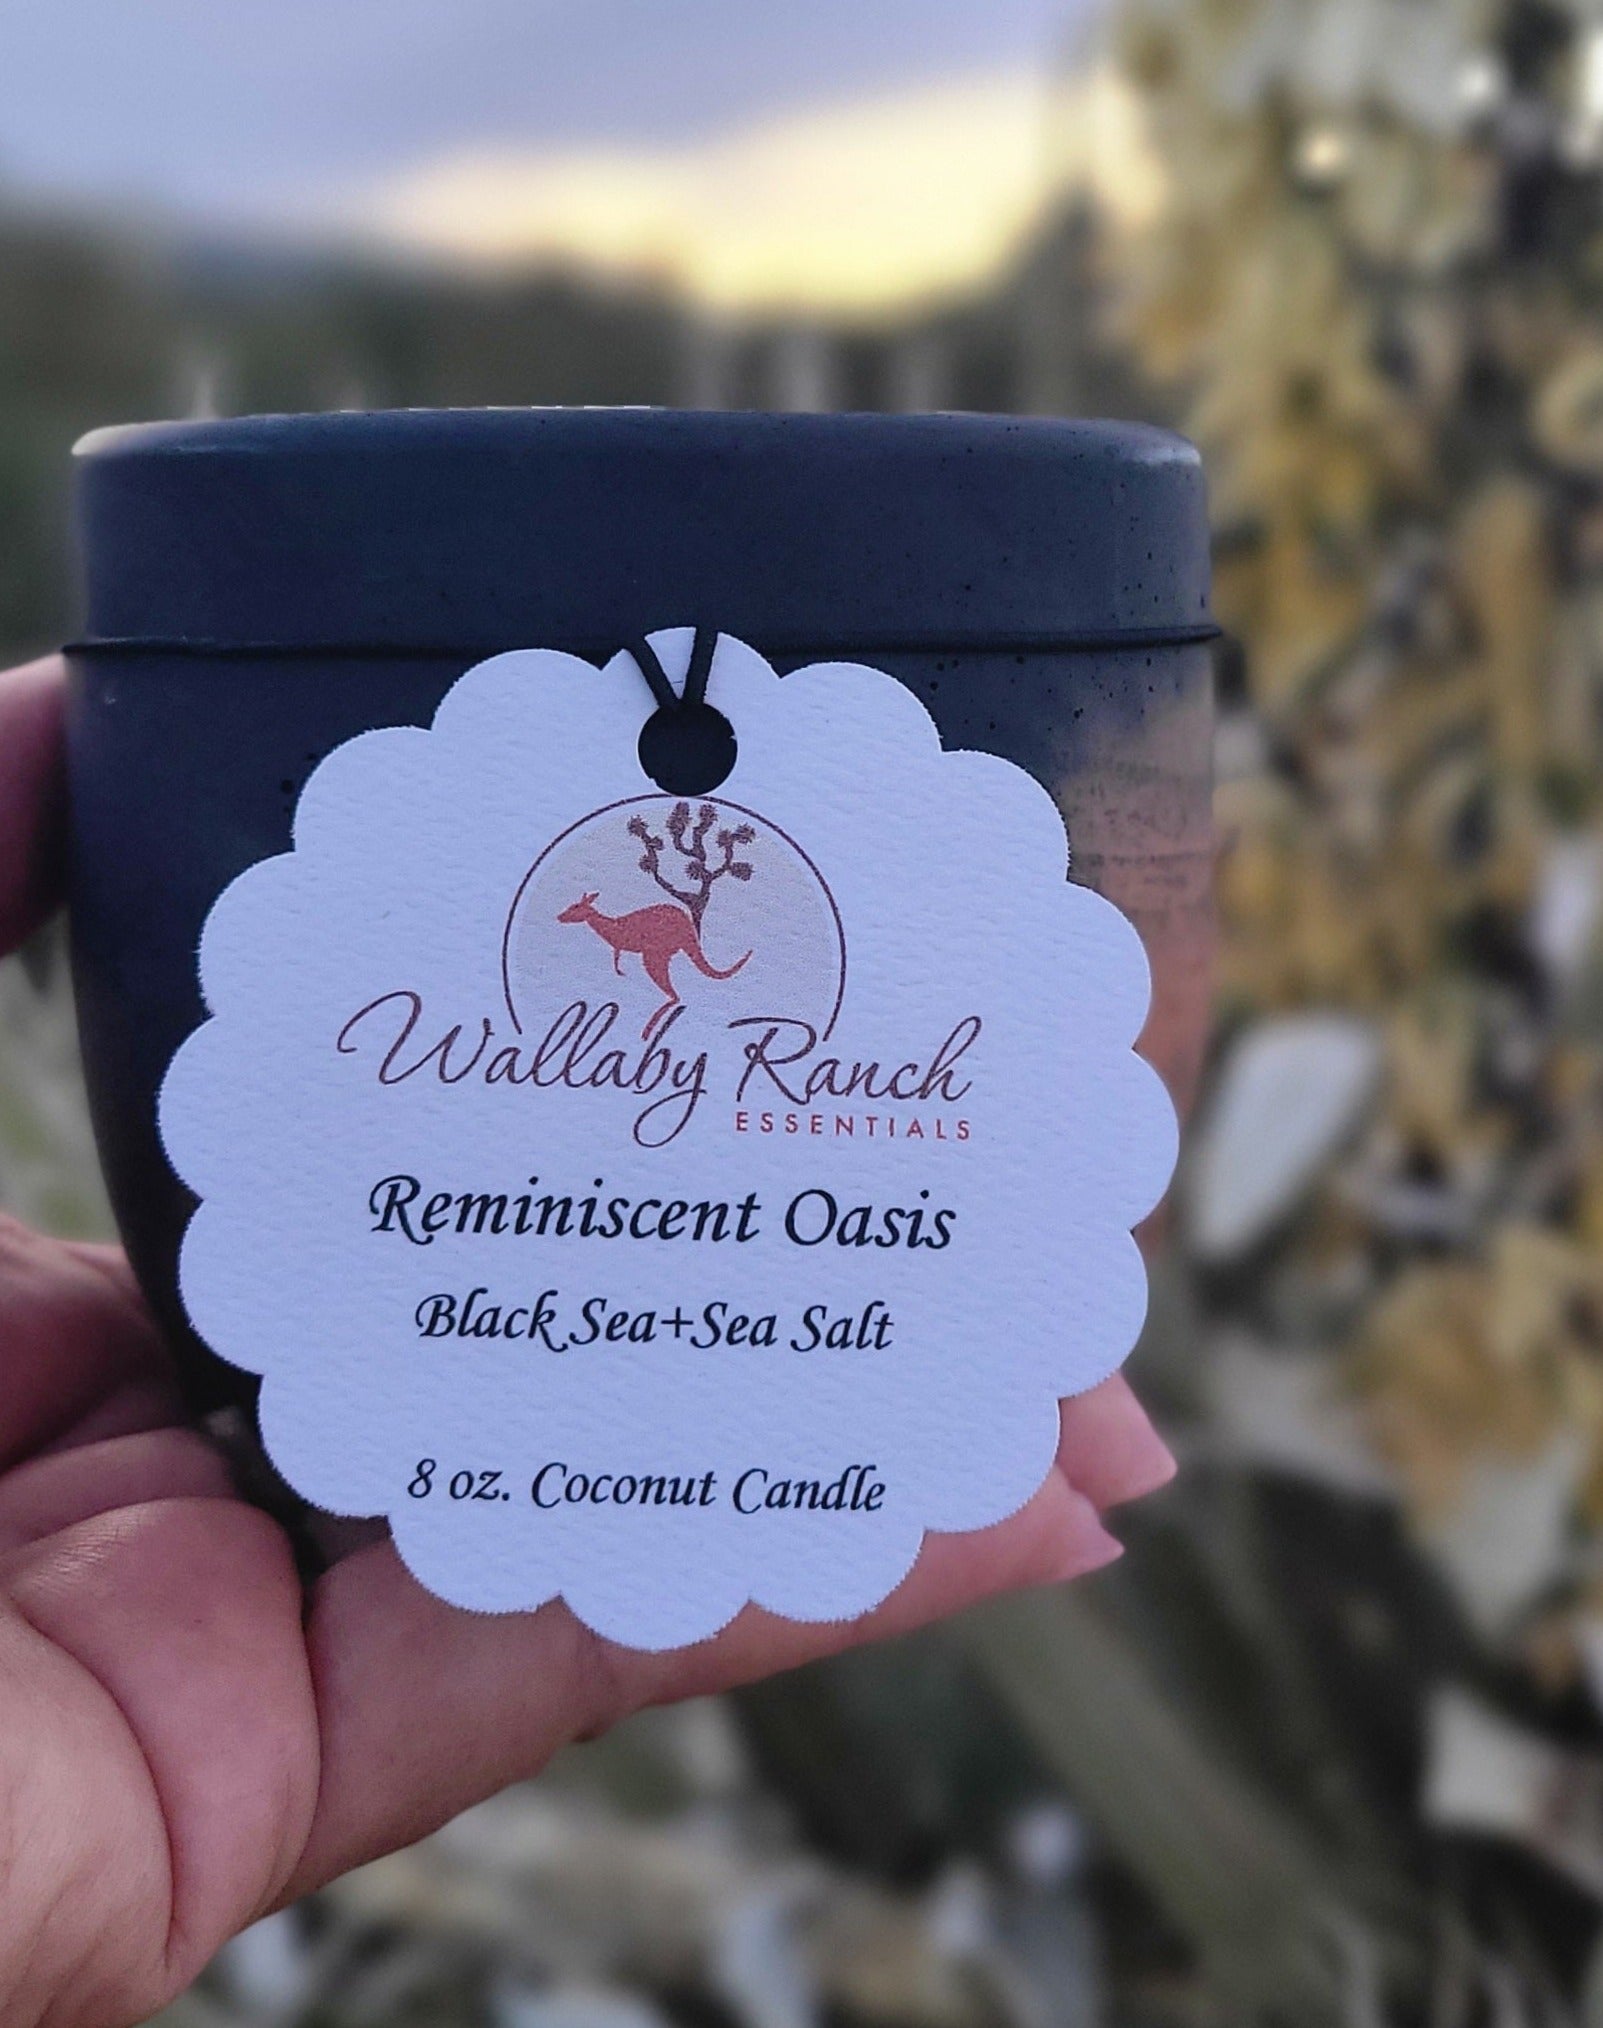 Wallaby Ranch
ESSENTIALS
Reminiscent Oasis
Black Sea+Sea Salt
8 oz. Coconut Candle